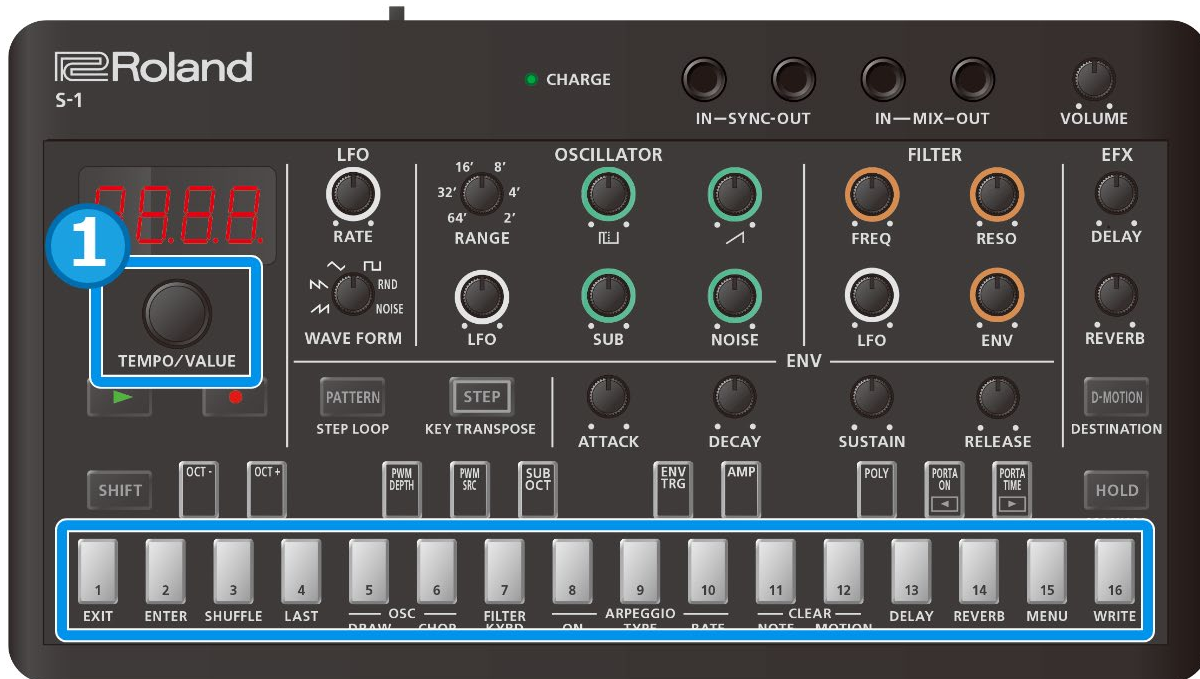 Roland
S-1
CHARGE
IN—SYNC-OUT
IN—MIX—OUT
VOLUME
8.8.8.8.
1
TEMPO/VALUE
LFO
RATE
RND
NOISE
WAVE FORM
OSCILLATOR
64′ 32′ 16′ 8′ 4′ 2′
RANGE
LFO
SUB
NOISE
FILTER
FREQ
RESO
LFO
ENV
EFX
DELAY
REVERB
PATTERN
STEP LOOP
STEP
KEY TRANSPOSE
ENV
ATTACK
DECAY
SUSTAIN
RELEASE
D-MOTION
DESTINATION
SHIFT
OCT -
OCT +
PWM
DEPTH
PWM
SRC
SUB
OCT
ENV
TRG
AMP
POLY
PORTA
ON
PORTA
TIME
HOLD
1 2 3 4 5 6 7 8 9 10 11 12 13 14 15 16
EXIT ENTER SHUFFLE LAST OSC FILTER ARPEGGIO CLEAR DELAY REVERB MENU WRITE
DRAW CHOP KYBD ON TYPE RATE NOTE MOTION